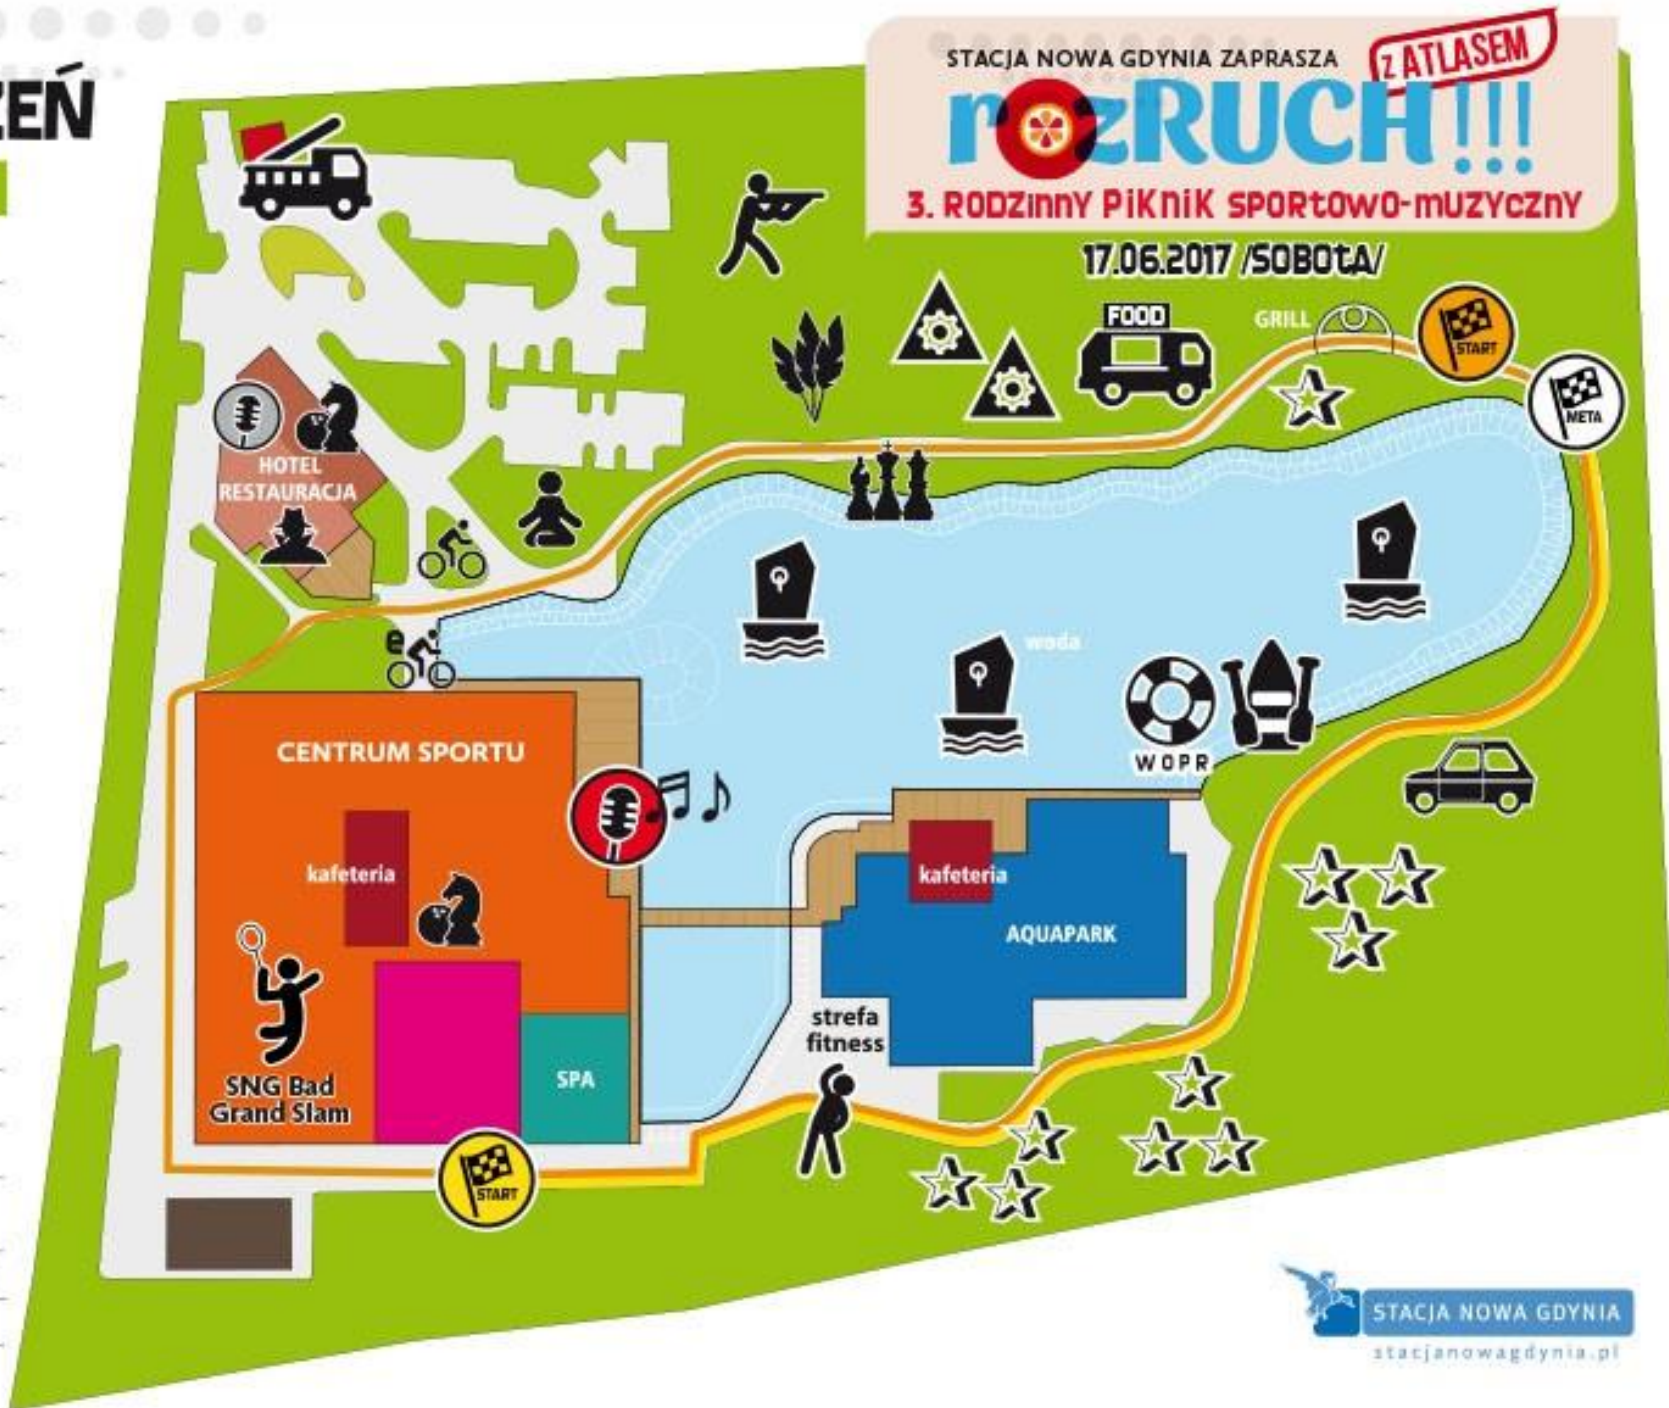 ZEŃ
STACJA NOWA GDYNIA ZAPRASZA
Z ATLASEM
rozRUCH!!!
3. RODZINNY PIKNIK SPORTOWO-MUZYCZNY
17.06.2017 /SOBOTA/
FOOD
GRILL
START
META
HOTEL
RESTAURACJA
e
woda
WOPR
CENTRUM SPORTU
kafeteria
kafeteria
AQUAPARK
strefa
fitness
SPA
SNG Bad
Grand Slam
START
STACJA NOWA GDYNIA
stacjanowagdynia.pl